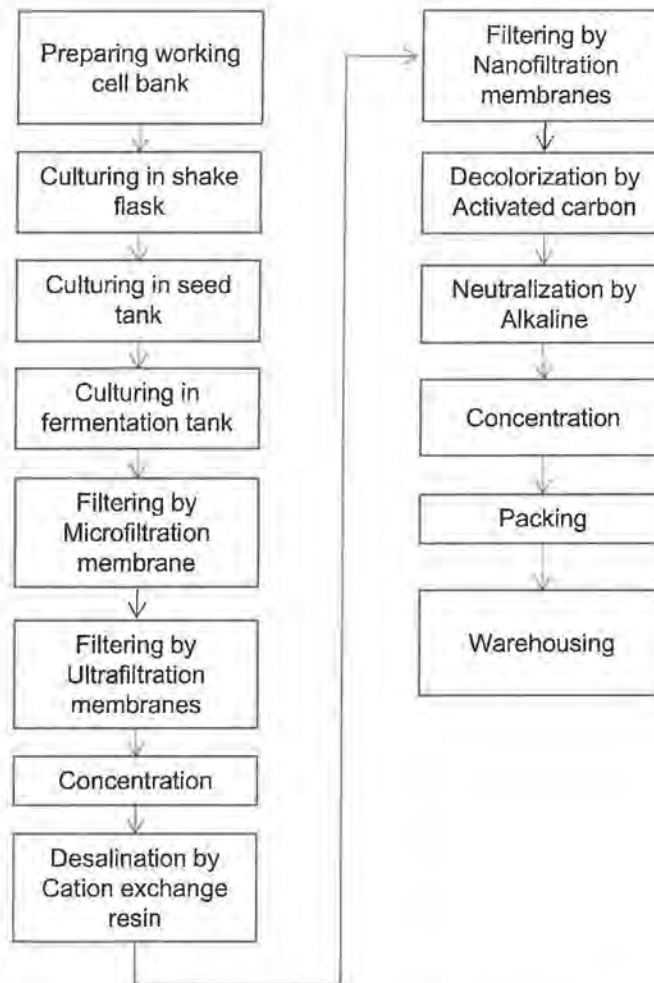 Preparing working
cell bank
Culturing in shake
flask
Culturing in seed
tank
Culturing in
fermentation tank
Filtering by
Microfiltration
membrane
Filtering by
Ultrafiltration
membranes
Concentration
Desalination by
Cation exchange
resin
Filtering by
Nanofiltration
membranes
Decolorization by
Activated carbon
Neutralization by
Alkaline
Concentration
Packing
Warehousing